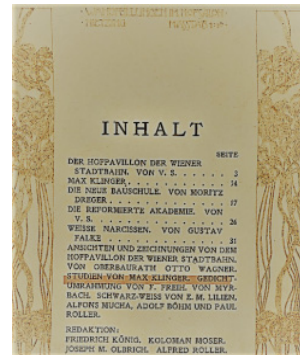 INHALT
SEITE
DER HOFPAVILLON DER WIENER
STADTBAHN. VON V. S. . . . . . 3
MAX KLINGER. . . . . . . . . . 14
DIE NEUE BAUSCHULE. VON MORITZ
DREGER . . . . . . . . . . . . 17
DIE REFORMIERTE AKADEMIE. VON
V. S. . . . . . . . . . . . . . 26
WEISSE NARCISSEN. VON GUSTAV
FALKE . . . . . . . . . . . . . 31
ANSICHTEN UND ZEICHNUNGEN VON DEM
HOFPAVILLON DER WIENER STADTBAHN.
VON OBERBAURATH OTTO WAGNER.
STUDIEN VON MAX KLINGER. GEDICHT-
UMRAHMUNG VON F. FREIH. VON MYR-
BACH. SCHWARZ-WEISS VON E. M. LILIEN,
ALFONS MUCHA, ADOLF BÖHM UND PAUL
ROLLER.
REDAKTION:
FRIEDRICH KÖNIG. KOLOMAN MOSER.
JOSEPH M. OLBRICH. ALFRED ROLLER.